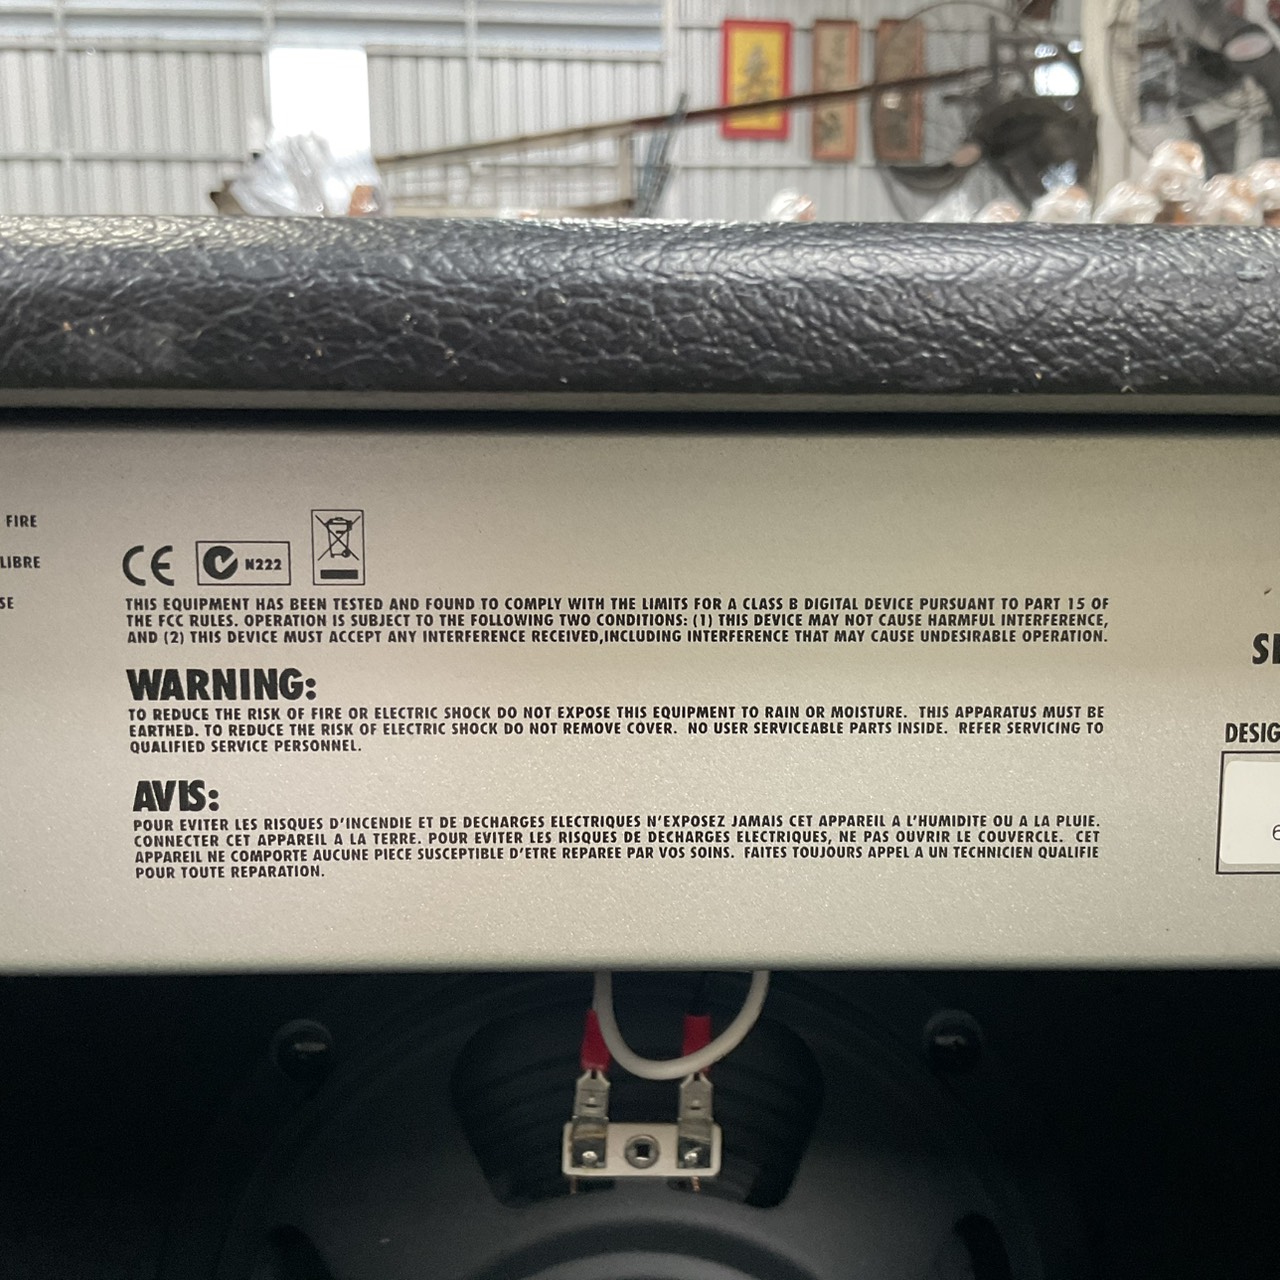 FIRE
LIBRE
SE
CE N222
THIS EQUIPMENT HAS BEEN TESTED AND FOUND TO COMPLY WITH THE LIMITS FOR A CLASS B DIGITAL DEVICE PURSUANT TO PART 15 OF
THE FCC RULES. OPERATION IS SUBJECT TO THE FOLLOWING TWO CONDITIONS: (1) THIS DEVICE MAY NOT CAUSE HARMFUL INTERFERENCE,
AND (2) THIS DEVICE MUST ACCEPT ANY INTERFERENCE RECEIVED,INCLUDING INTERFERENCE THAT MAY CAUSE UNDESIRABLE OPERATION.
WARNING:
TO REDUCE THE RISK OF FIRE OR ELECTRIC SHOCK DO NOT EXPOSE THIS EQUIPMENT TO RAIN OR MOISTURE. THIS APPARATUS MUST BE
EARTHED. TO REDUCE THE RISK OF ELECTRIC SHOCK DO NOT REMOVE COVER. NO USER SERVICEABLE PARTS INSIDE. REFER SERVICING TO
QUALIFIED SERVICE PERSONNEL.
AVIS:
POUR EVITER LES RISQUES D'INCENDIE ET DE DECHARGES ELECTRIQUES N'EXPOSEZ JAMAIS CET APPAREIL A L'HUMIDITE OU A LA PLUIE.
CONNECTER CET APPAREIL A LA TERRE. POUR EVITER LES RISQUES DE DECHARGES ELECTRIQUES, NE PAS OUVRIR LE COUVERCLE. CET
APPAREIL NE COMPORTE AUCUNE PIECE SUSCEPTIBLE D'ETRE REPAREE PAR VOS SOINS. FAITES TOUJOURS APPEL A UN TECHNICIEN QUALIFIE
POUR TOUTE REPARATION.
DESIG
6